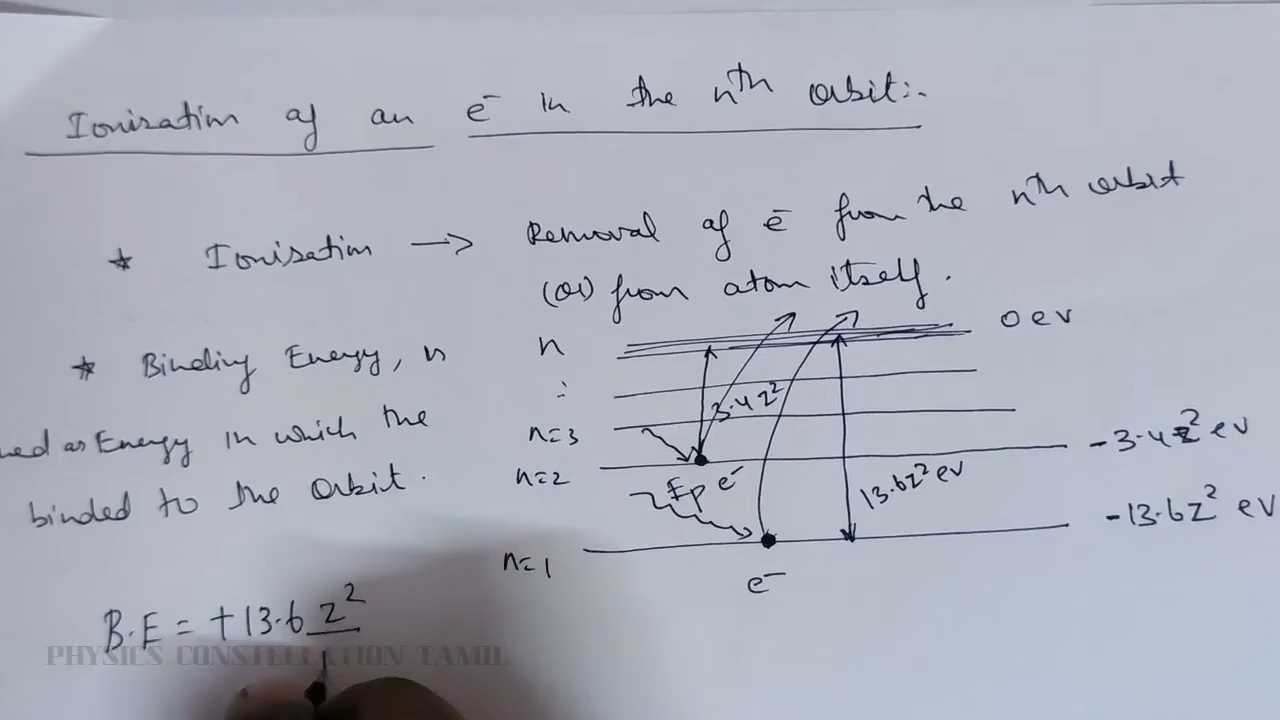 Ionisation of an e⁻ in the nth orbit:-
* Ionisation → Removal of e⁻ from the nth orbit
(or) from atom itself.
* Binding Energy, is
ned as Energy in which the
binded to the orbit.
n
0 ev
⋮
3.4Z²
n=3
n=2
-3.4Z² ev
Ep e⁻
13.6Z² ev
n=1
-13.6Z² ev
e⁻
B.E = +13.6 Z²
PHYSICS CONSTELLATION TAMIL